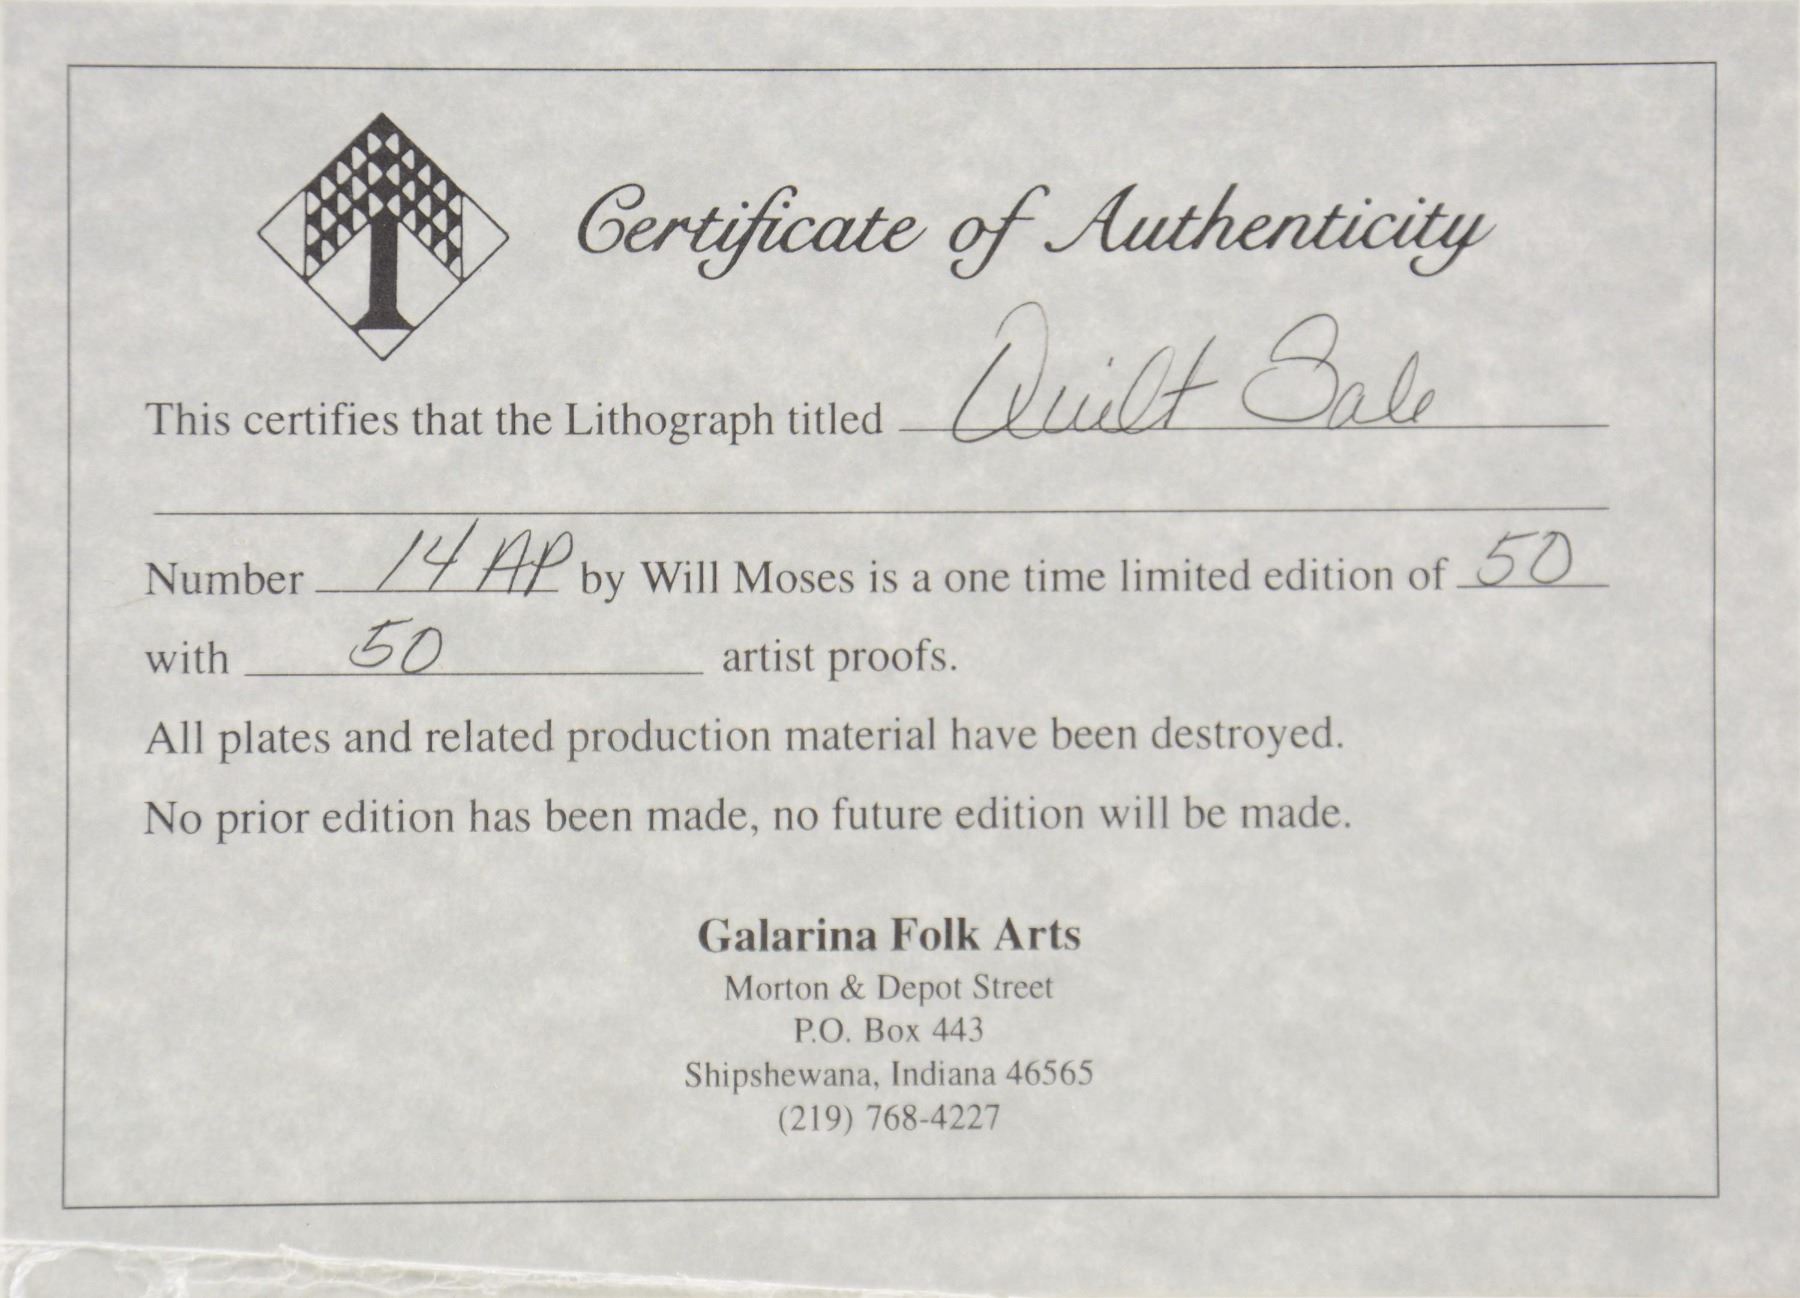 Certificate of Authenticity
This certifies that the Lithograph titled Quilt Sale
Number 14 AP by Will Moses is a one time limited edition of 50
with 50 artist proofs.
All plates and related production material have been destroyed.
No prior edition has been made, no future edition will be made.
Galarina Folk Arts
Morton & Depot Street
P.O. Box 443
Shipshewana, Indiana 46565
(219) 768-4227